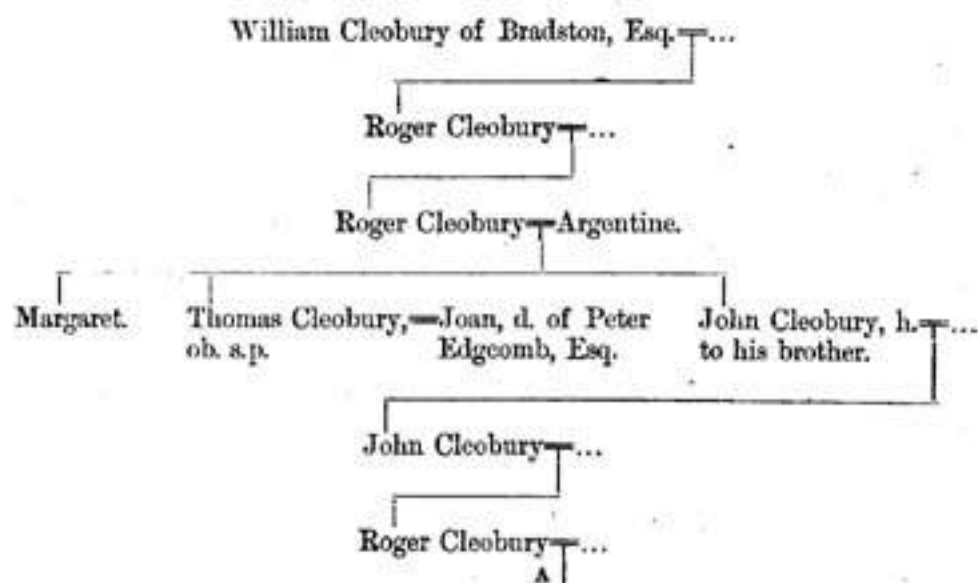 William Cleobury of Bradston, Esq.=...
Roger Cleobury=...
Roger Cleobury=Argentine.
Margaret.
Thomas Cleobury,=Joan, d. of Peter
ob. s.p. Edgcomb, Esq.
John Cleobury, h.=...
to his brother.
John Cleobury=...
Roger Cleobury=...
A